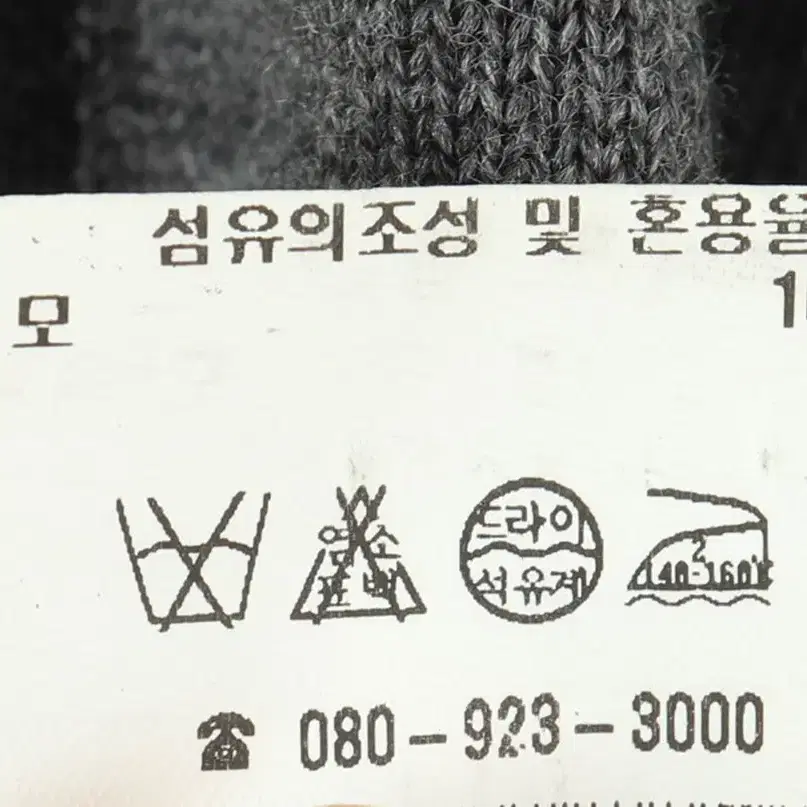 섬유의조성 및 혼용율
모
염소
표백
드라이
석유계
2
140-160℃
080-923-3000